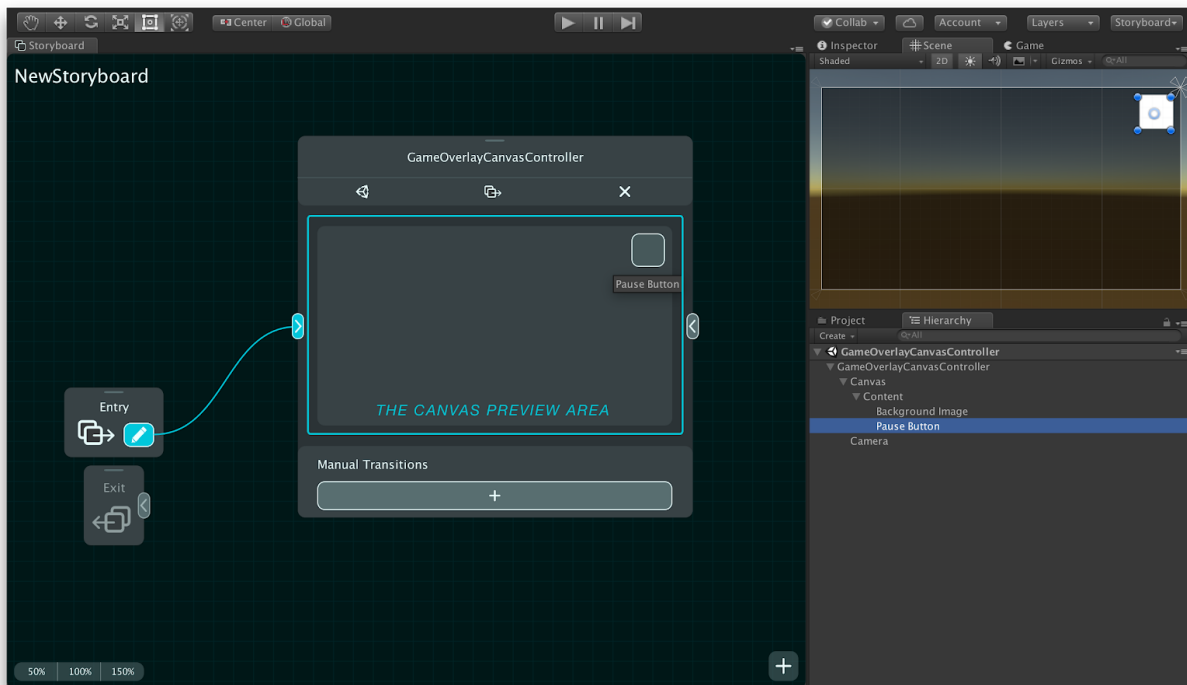 Center Global
Collab Account Layers Storyboard
Storyboard
Inspector Scene Game
Shaded 2D Gizmos All
NewStoryboard
GameOverlayCanvasController
Pause Button
THE CANVAS PREVIEW AREA
Manual Transitions
Entry
Exit
50% 100% 150%
Project Hierarchy
Create All
GameOverlayCanvasController
GameOverlayCanvasController
Canvas
Content
Background Image
Pause Button
Camera